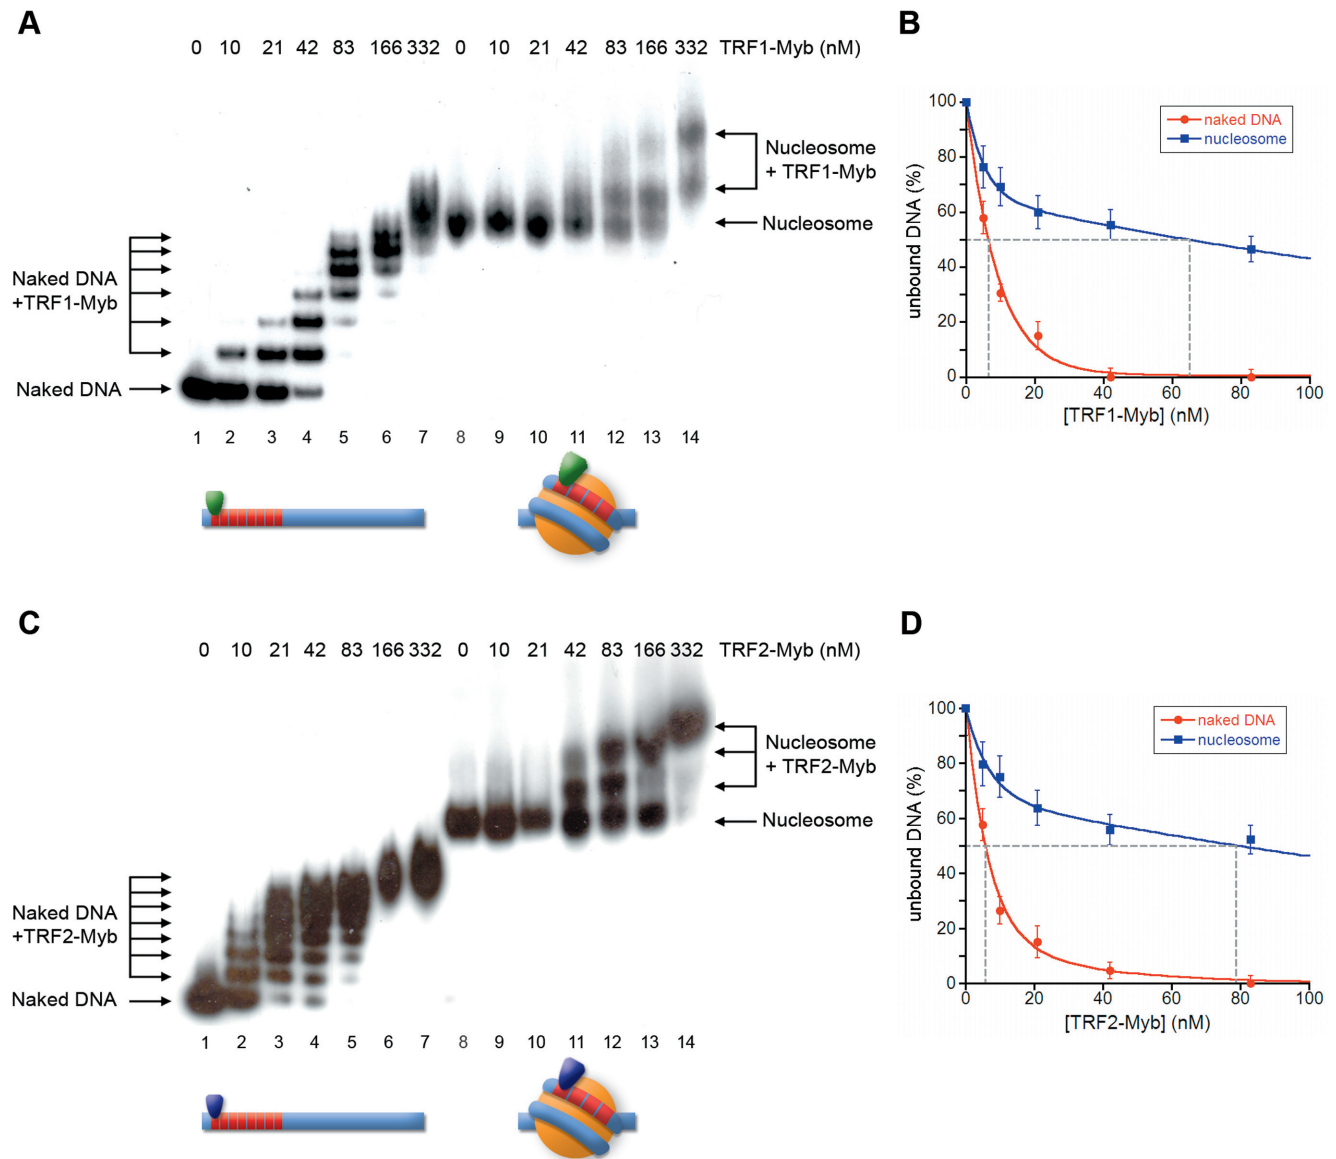 A
0 10 21 42 83 166 332 0 10 21 42 83 166 332 TRF1-Myb (nM)
Nucleosome
+ TRF1-Myb
Nucleosome
Naked DNA
+TRF1-Myb
Naked DNA
1 2 3 4 5 6 7 8 9 10 11 12 13 14
B
100
80
60
40
20
0
unbound DNA (%)
naked DNA
nucleosome
0 20 40 60 80 100
[TRF1-Myb] (nM)
C
0 10 21 42 83 166 332 0 10 21 42 83 166 332 TRF2-Myb (nM)
Nucleosome
+ TRF2-Myb
Nucleosome
Naked DNA
+TRF2-Myb
Naked DNA
1 2 3 4 5 6 7 8 9 10 11 12 13 14
D
100
80
60
40
20
0
unbound DNA (%)
naked DNA
nucleosome
0 20 40 60 80 100
[TRF2-Myb] (nM)